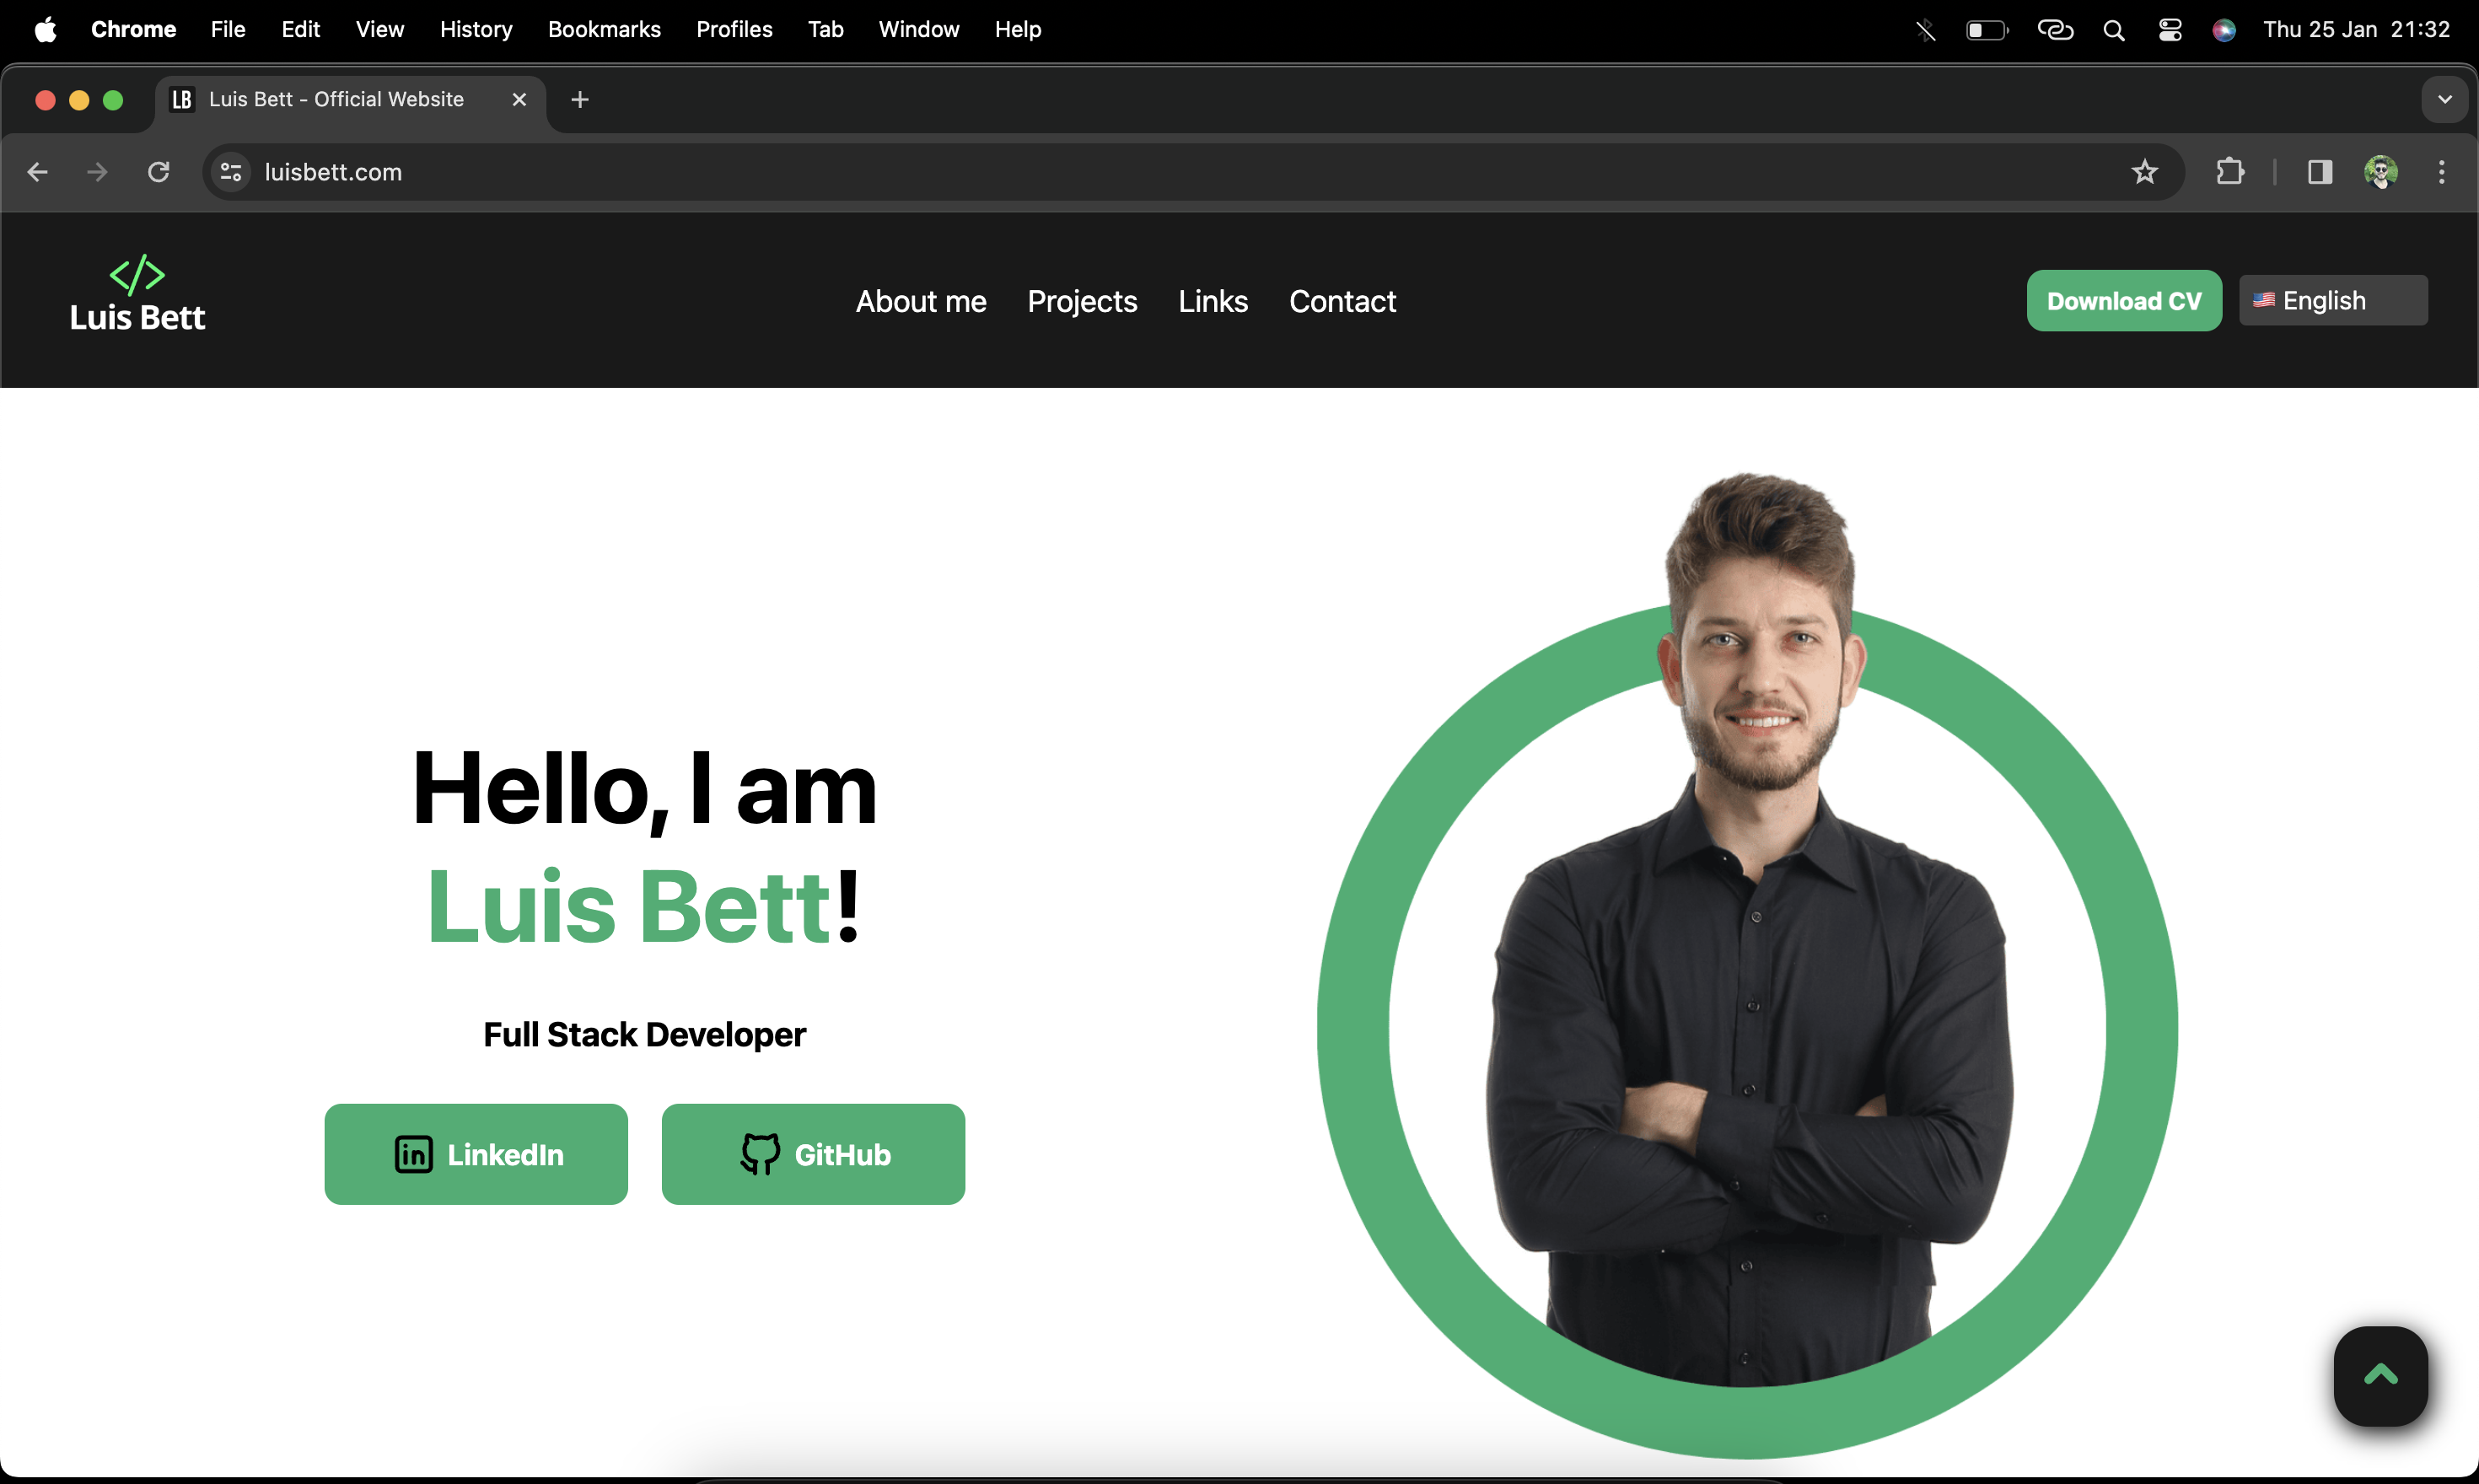 Chrome File Edit View History Bookmarks Profiles Tab Window Help Thu 25 Jan 21:32
LB Luis Bett - Official Website
luisbett.com
</>
Luis Bett
About me Projects Links Contact
Download CV
English
Hello, I am
Luis Bett!
Full Stack Developer
in LinkedIn
GitHub